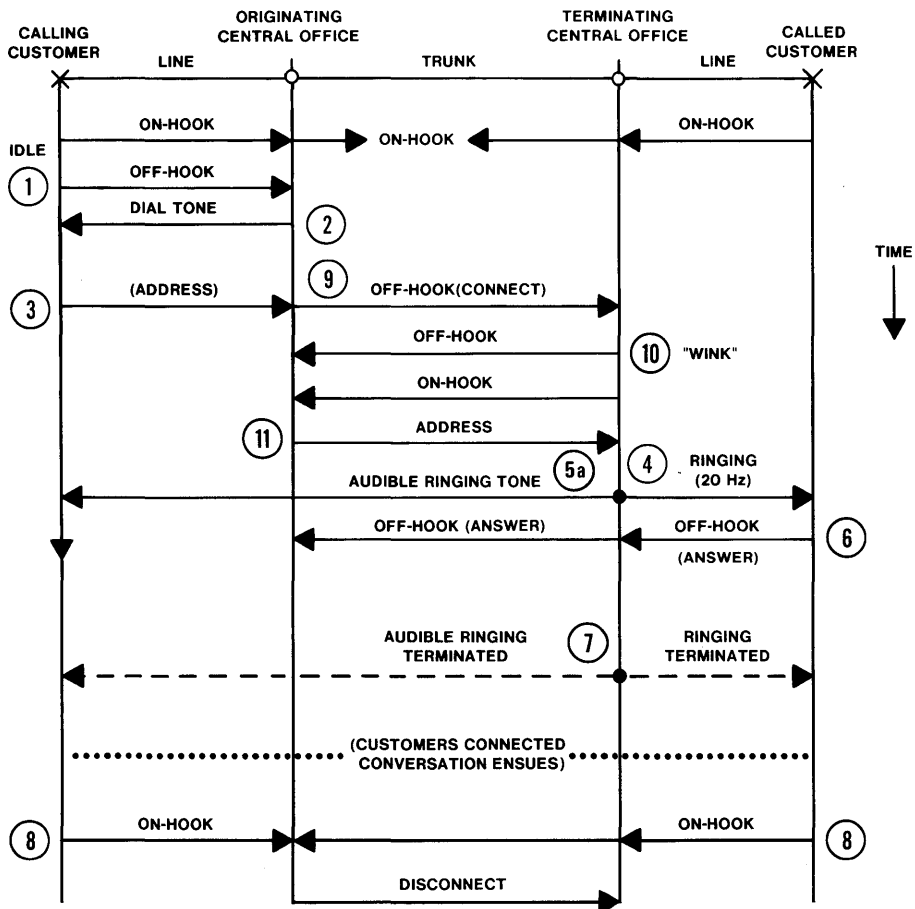 CALLING
CUSTOMER
ORIGINATING
CENTRAL OFFICE
TERMINATING
CENTRAL OFFICE
CALLED
CUSTOMER
LINE
TRUNK
LINE
ON-HOOK
ON-HOOK
ON-HOOK
IDLE
1
OFF-HOOK
DIAL TONE
2
TIME
3
(ADDRESS)
9
OFF-HOOK(CONNECT)
OFF-HOOK
10
"WINK"
ON-HOOK
11
ADDRESS
AUDIBLE RINGING TONE
5a
4
RINGING
(20 Hz)
OFF-HOOK (ANSWER)
OFF-HOOK
(ANSWER)
6
AUDIBLE RINGING
TERMINATED
7
RINGING
TERMINATED
(CUSTOMERS CONNECTED
CONVERSATION ENSUES)
8
ON-HOOK
ON-HOOK
8
DISCONNECT